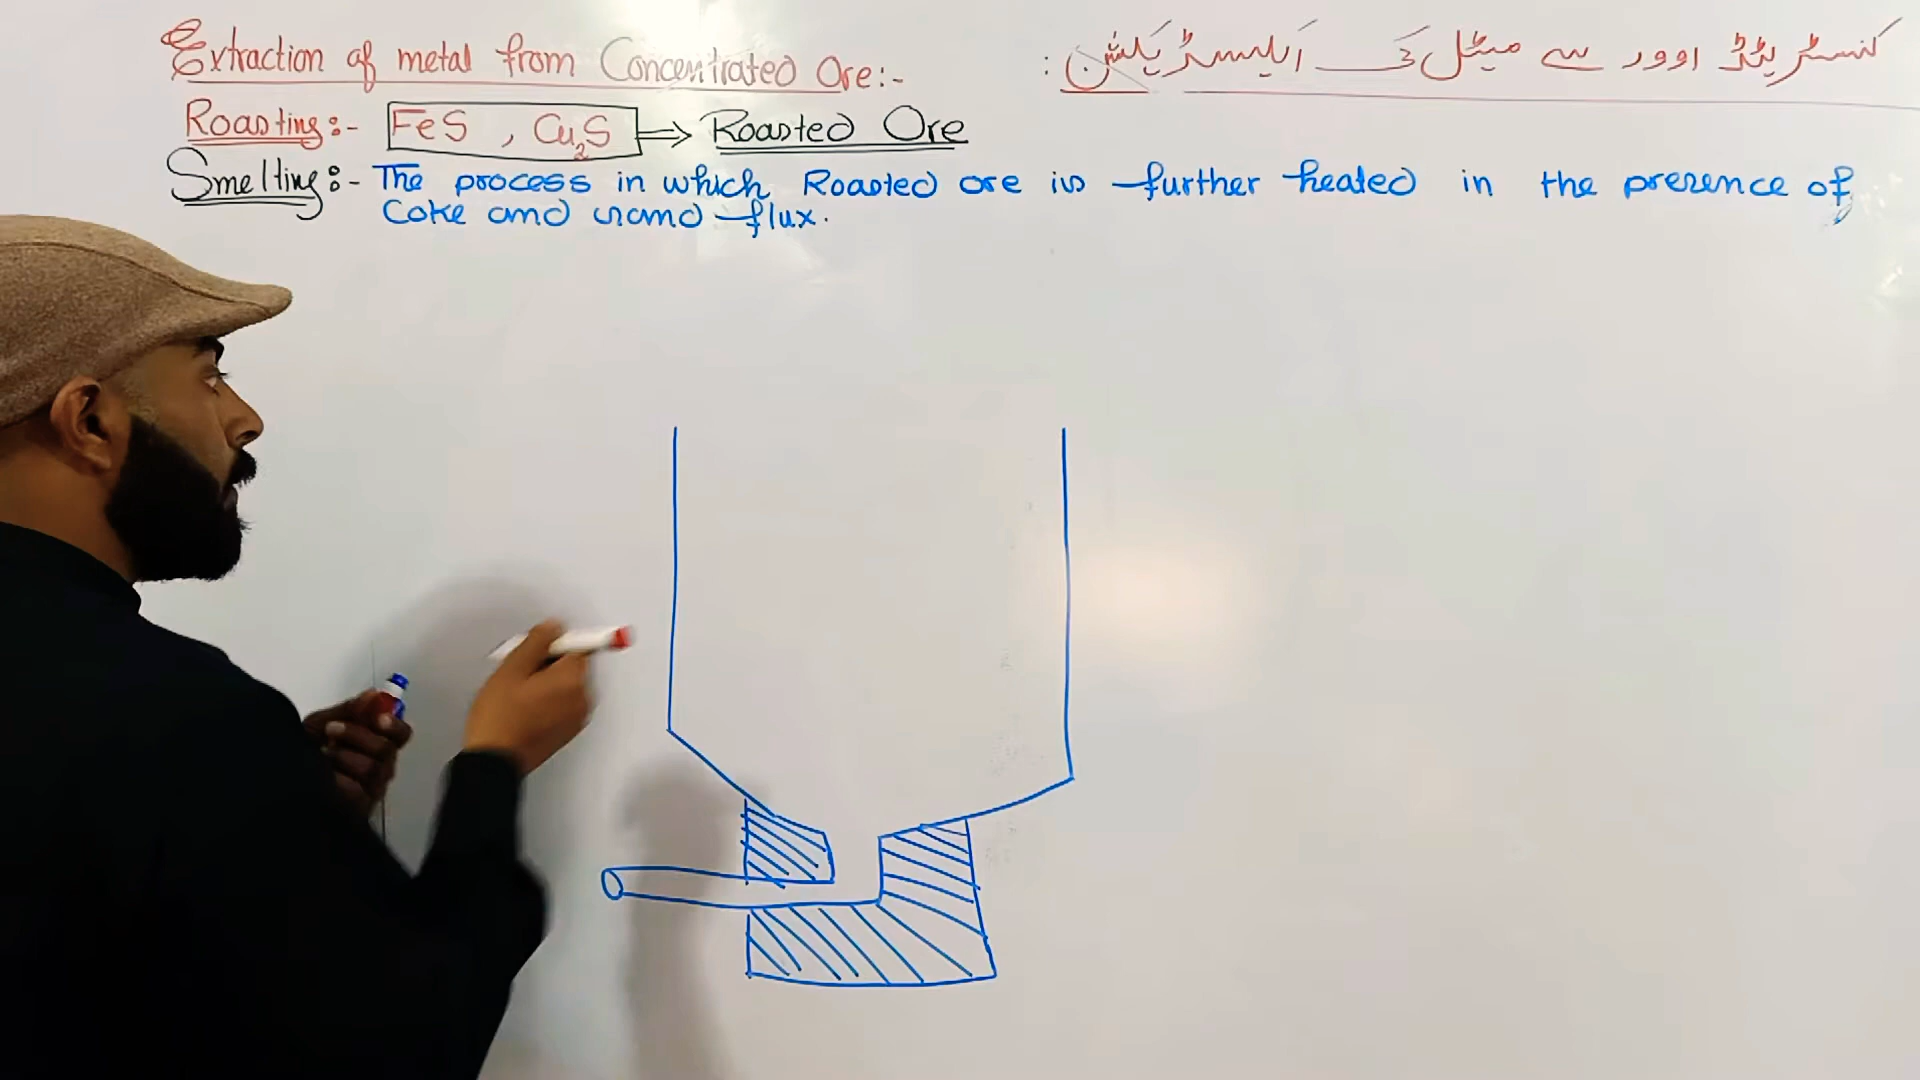 Extraction of metal from Concentrated Ore:-
کنسنٹریٹڈ اوور سے میٹل کی ایکسٹریکشن:
Roasting:- FeS , Cu₂S ⇒ Roasted Ore
Smelting:- The process in which Roasted ore is further heated in the presence of
Coke and sand flux.